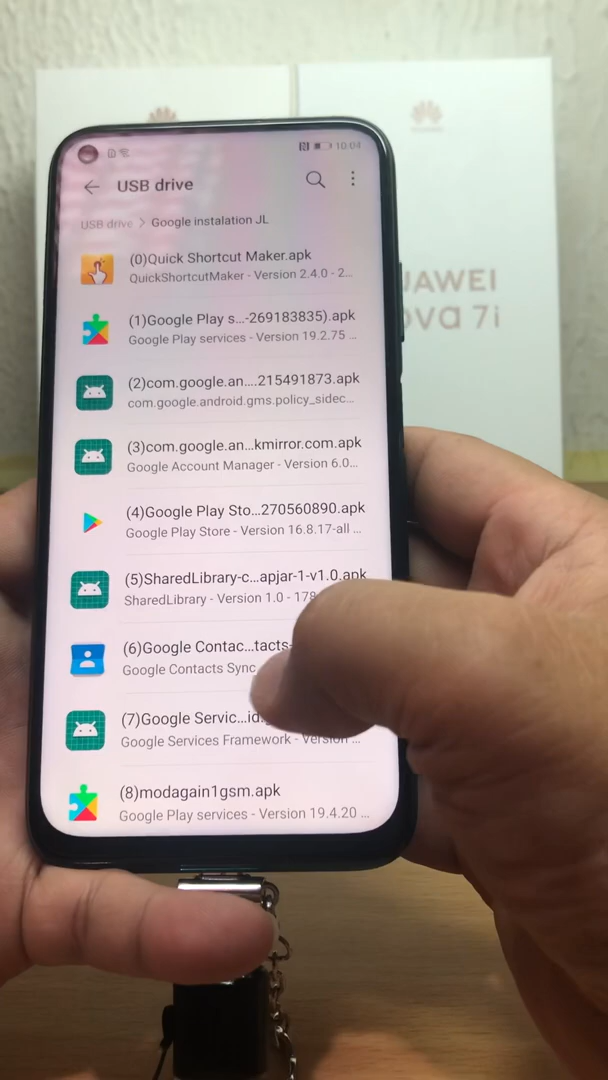 10:04
USB drive
USB drive > Google instalation JL
(0)Quick Shortcut Maker.apk
QuickShortcutMaker - Version 2.4.0 - 2...
(1)Google Play s...-269183835).apk
Google Play services - Version 19.2.75 ...
(2)com.google.an....215491873.apk
com.google.android.gms.policy_sidec...
(3)com.google.an...kmirror.com.apk
Google Account Manager - Version 6.0...
(4)Google Play Sto...270560890.apk
Google Play Store - Version 16.8.17-all ...
(5)SharedLibrary-c...apjar-1-v1.0.apk
SharedLibrary - Version 1.0 - 178
(6)Google Contac...tacts-
Google Contacts Sync
(7)Google Servic...id.
Google Services Framework - Version ...
(8)modagain1gsm.apk
Google Play services - Version 19.4.20 ...
UAWEI
ova 7i